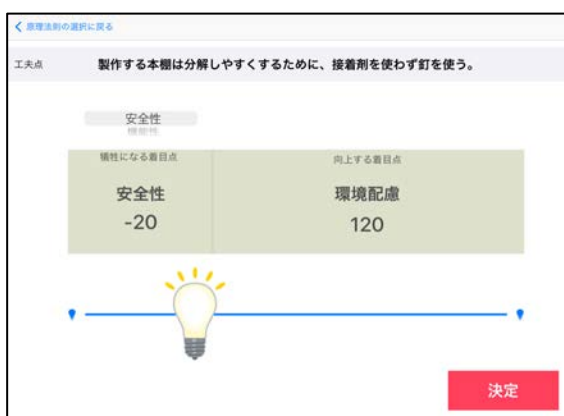 原理法則の選択に戻る
工夫点 製作する本棚は分解しやすくするために、接着剤を使わず釘を使う。
安全性
機能性
犠牲になる着目点 向上する着目点
安全性 環境配慮
-20 120
決定